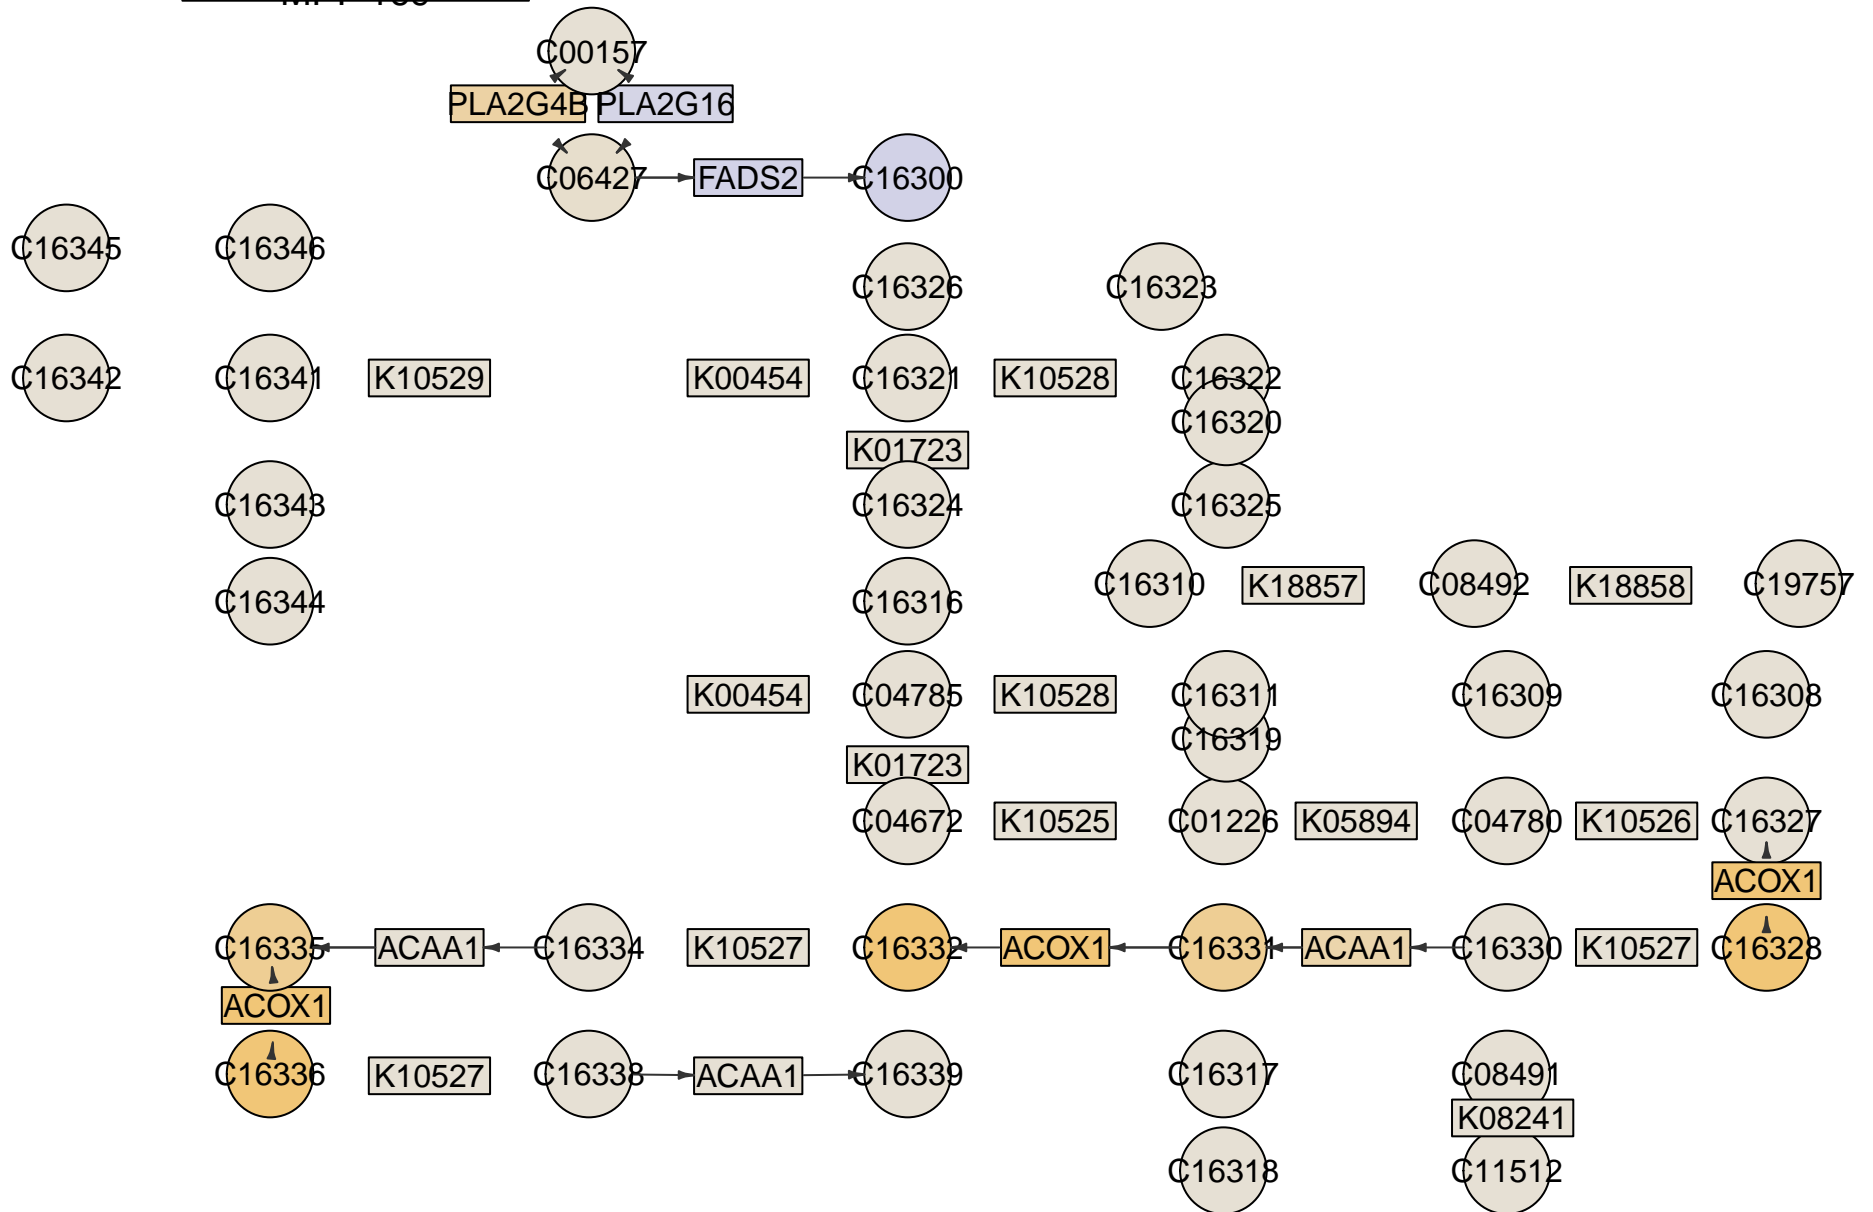 C00157
PLA2G4B PLA2G16
C06427 FADS2 C16300
C16345 C16346
C16326 C16323
C16342 C16341 K10529 K00454 C16321 K10528 C16322
C16320
K01723
C16343 C16324 C16325
C16310 K18857 C08492 K18858 C19757
C16344 C16316
K00454 C04785 K10528 C16311 C16309 C16308
C16319
K01723
C04672 K10525 C01226 K05894 C04780 K10526 C16327
ACOX1
C16335 ACAA1 C16334 K10527 C16332 ACOX1 C16331 ACAA1 C16330 K10527 C16328
ACOX1
C16336 K10527 C16338 ACAA1 C16339 C16317 C08491
K08241
C16318 C11512